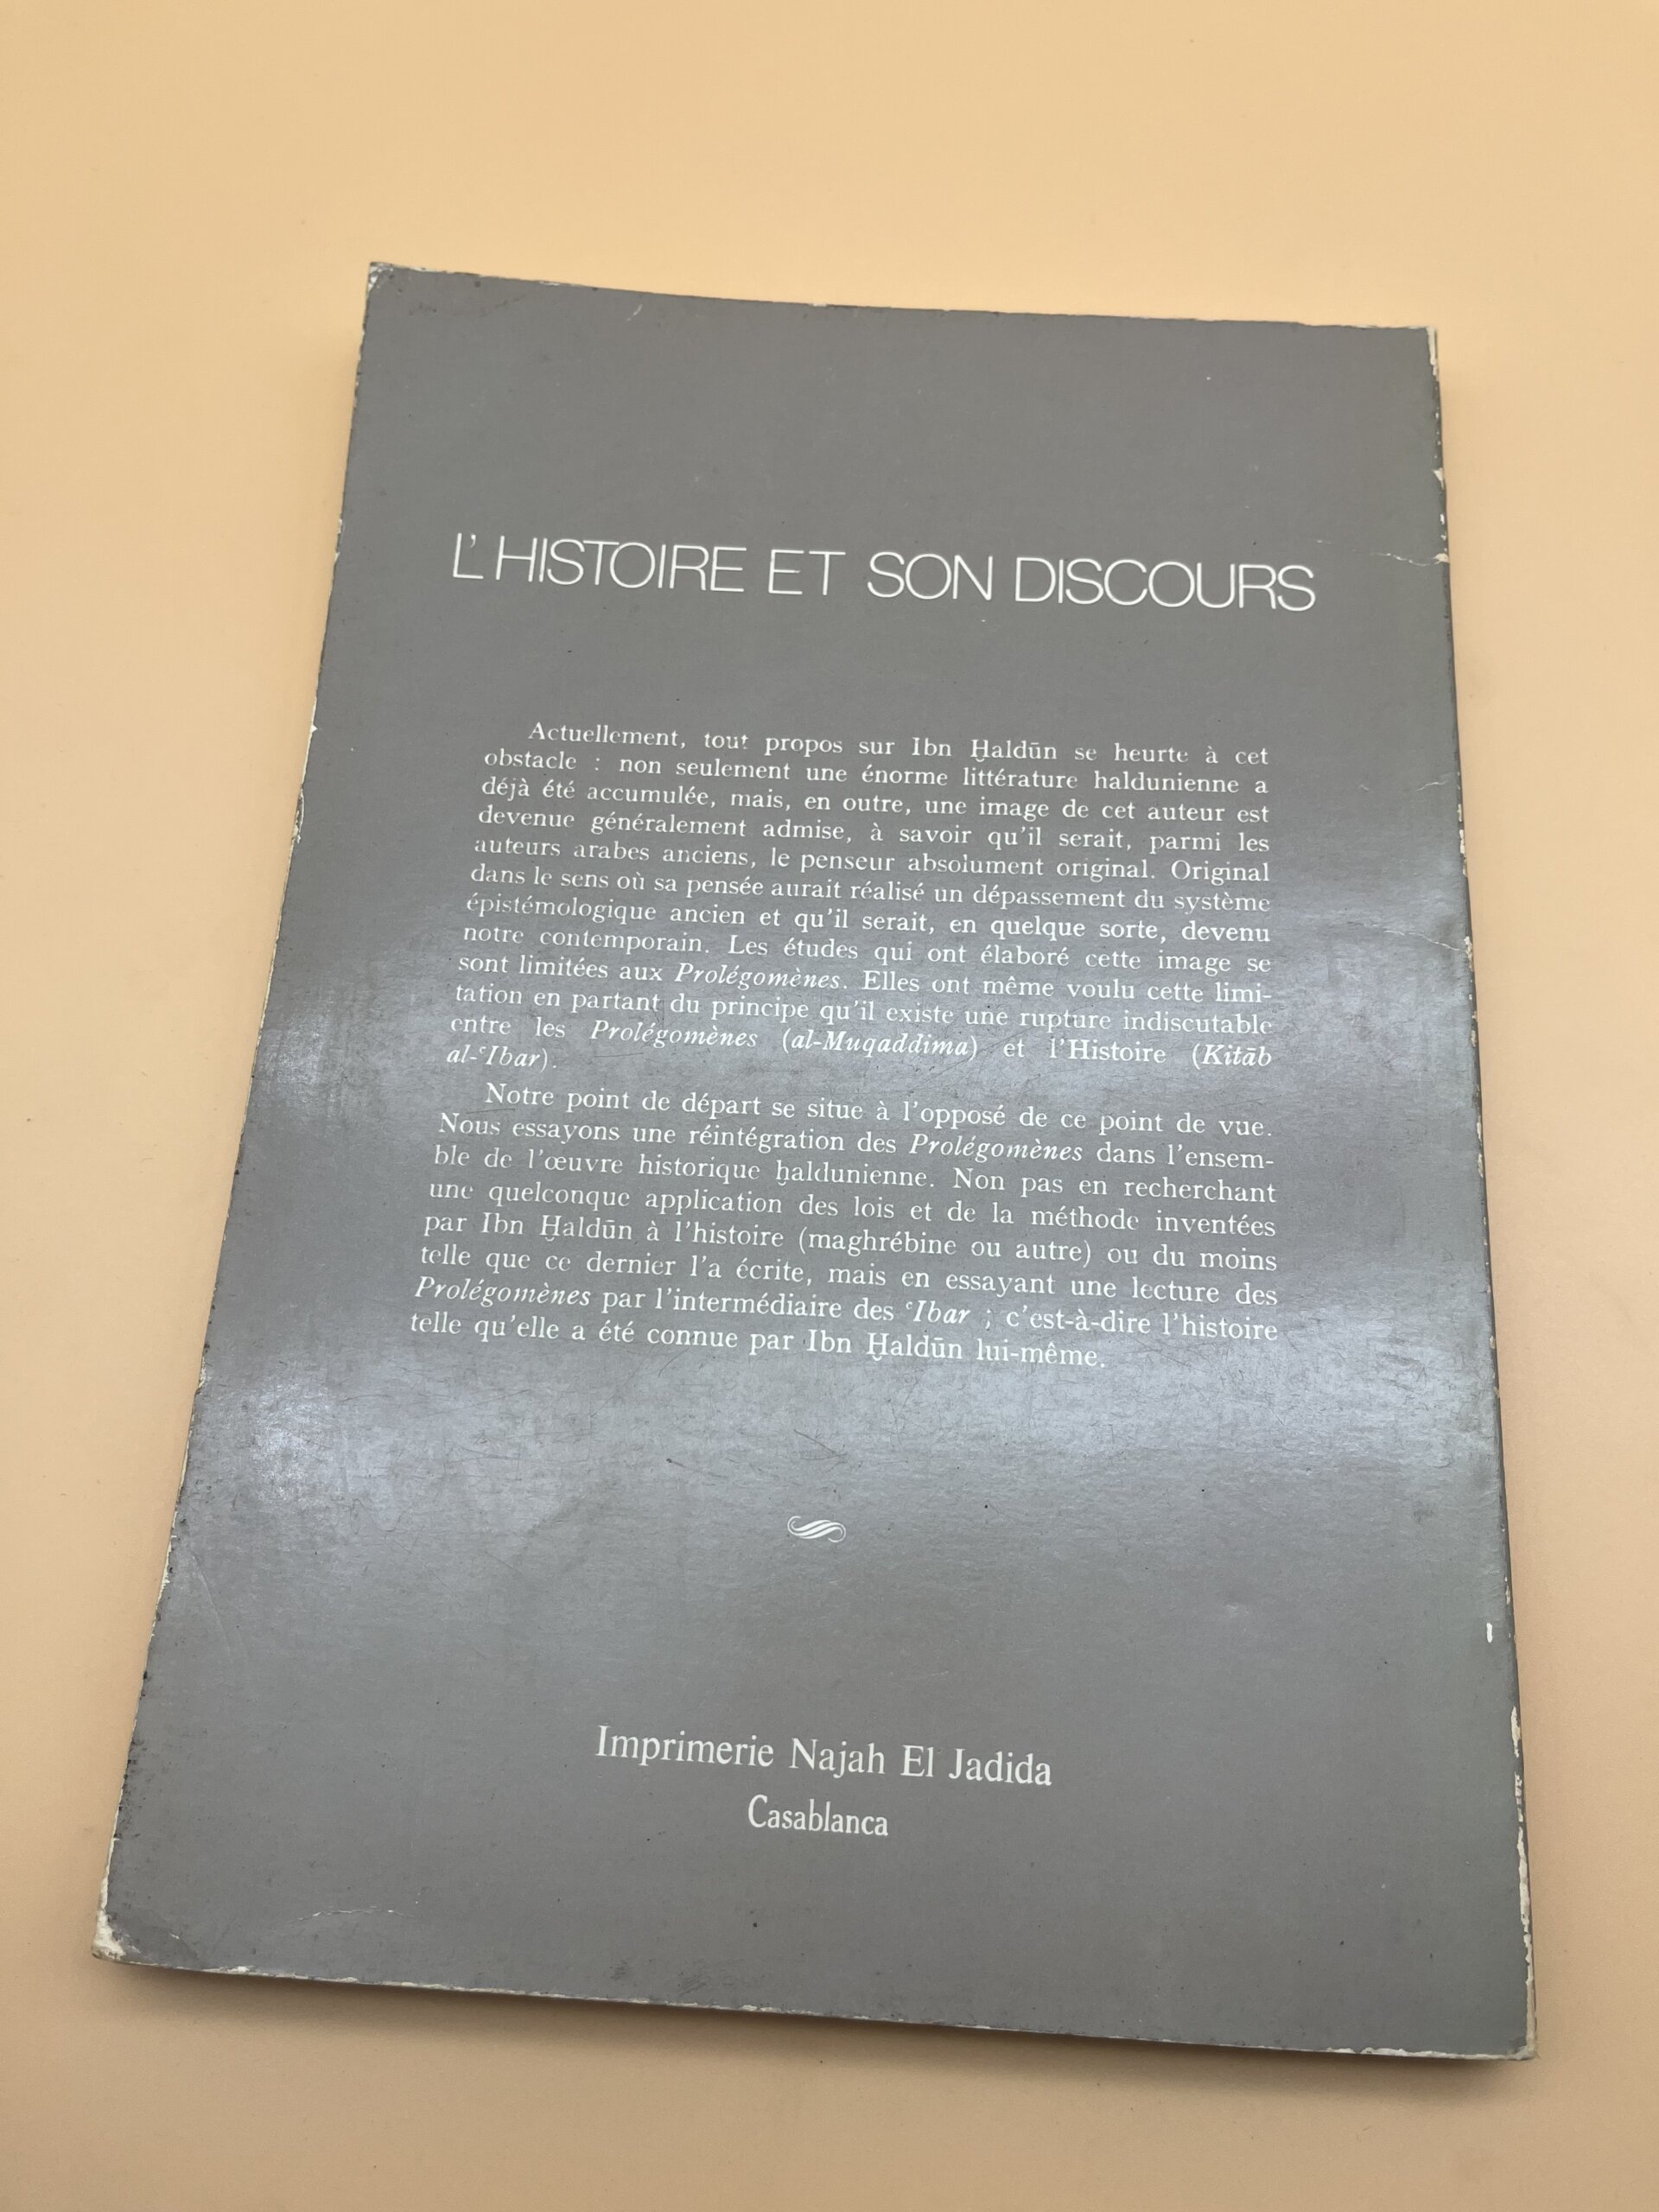 L'HISTOIRE ET SON DISCOURS
Actuellement, tout propos sur Ibn Ḫaldūn se heurte à cet
obstacle : non seulement une énorme littérature haldunienne a
déjà été accumulée, mais, en outre, une image de cet auteur est
devenue généralement admise, à savoir qu'il serait, parmi les
auteurs arabes anciens, le penseur absolument original. Original
dans le sens où sa pensée aurait réalisé un dépassement du système
épistémologique ancien et qu'il serait, en quelque sorte, devenu
notre contemporain. Les études qui ont élaboré cette image se
sont limitées aux Prolégomènes. Elles ont même voulu cette limi-
tation en partant du principe qu'il existe une rupture indiscutable
entre les Prolégomènes (al-Muqaddima) et l'Histoire (Kitāb
al-ʿIbar).
Notre point de départ se situe à l'opposé de ce point de vue.
Nous essayons une réintégration des Prolégomènes dans l'ensem-
ble de l'œuvre historique ḫaldunienne. Non pas en recherchant
une quelconque application des lois et de la méthode inventées
par Ibn Ḫaldūn à l'histoire (maghrébine ou autre) ou du moins
telle que ce dernier l'a écrite, mais en essayant une lecture des
Prolégomènes par l'intermédiaire des ʿIbar ; c'est-à-dire l'histoire
telle qu'elle a été connue par Ibn Ḫaldūn lui-même.
Imprimerie Najah El Jadida
Casablanca